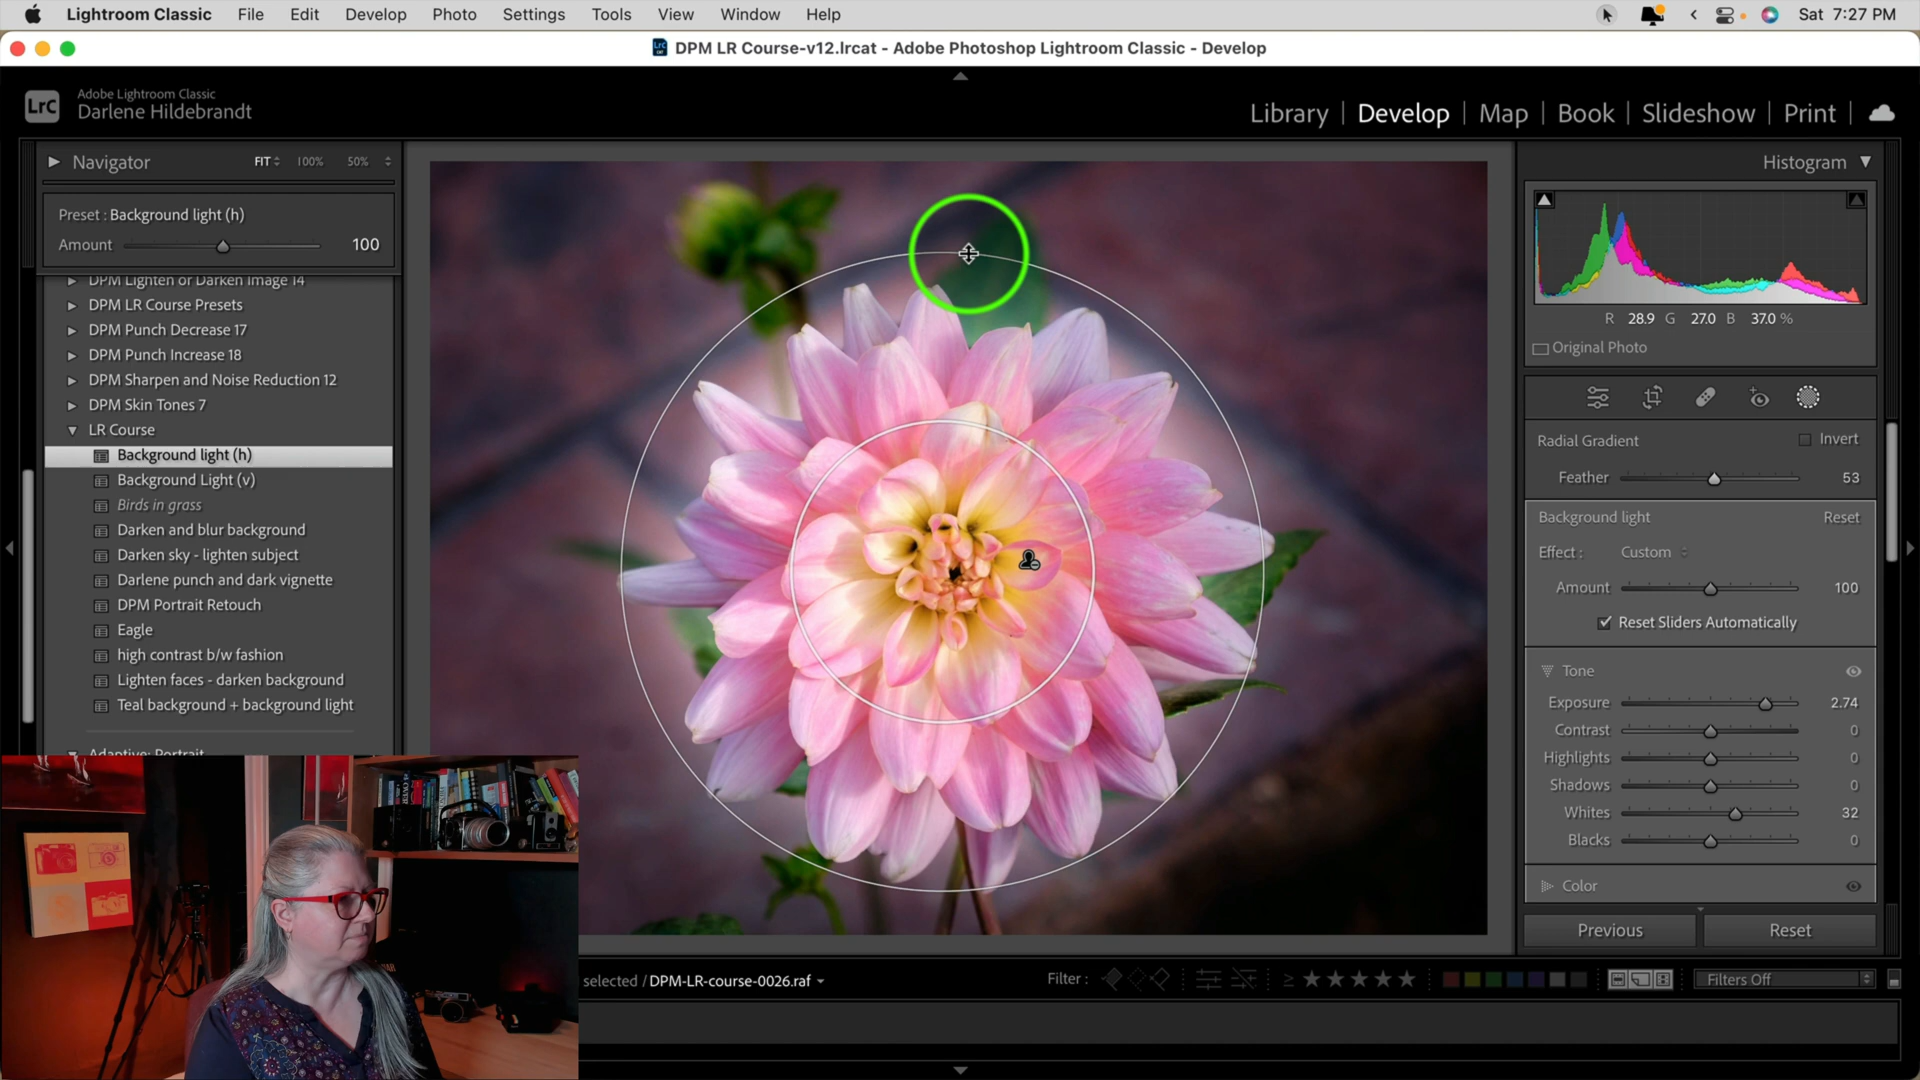 Lightroom Classic File Edit Develop Photo Settings Tools View Window Help Sat 7:27 PM
DPM LR Course-v12.lrcat - Adobe Photoshop Lightroom Classic - Develop
LrC Adobe Lightroom Classic
Darlene Hildebrandt
Library | Develop | Map | Book | Slideshow | Print
Navigator FIT 100% 50%
Preset : Background light (h)
Amount 100
DPM Lighten or Darken Image 14
DPM LR Course Presets
DPM Punch Decrease 17
DPM Punch Increase 18
DPM Sharpen and Noise Reduction 12
DPM Skin Tones 7
LR Course
Background light (h)
Background Light (v)
Birds in grass
Darken and blur background
Darken sky - lighten subject
Darlene punch and dark vignette
DPM Portrait Retouch
Eagle
high contrast b/w fashion
Lighten faces - darken background
Teal background + background light
Adaptive: Portrait
Histogram
R 28.9 G 27.0 B 37.0 %
Original Photo
Radial Gradient Invert
Feather 53
Background light Reset
Effect : Custom
Amount 100
Reset Sliders Automatically
Tone
Exposure 2.74
Contrast 0
Highlights 0
Shadows 0
Whites 32
Blacks 0
Color
Previous Reset
selected / DPM-LR-course-0026.raf Filter : ≥ ★★★★★ Filters Off